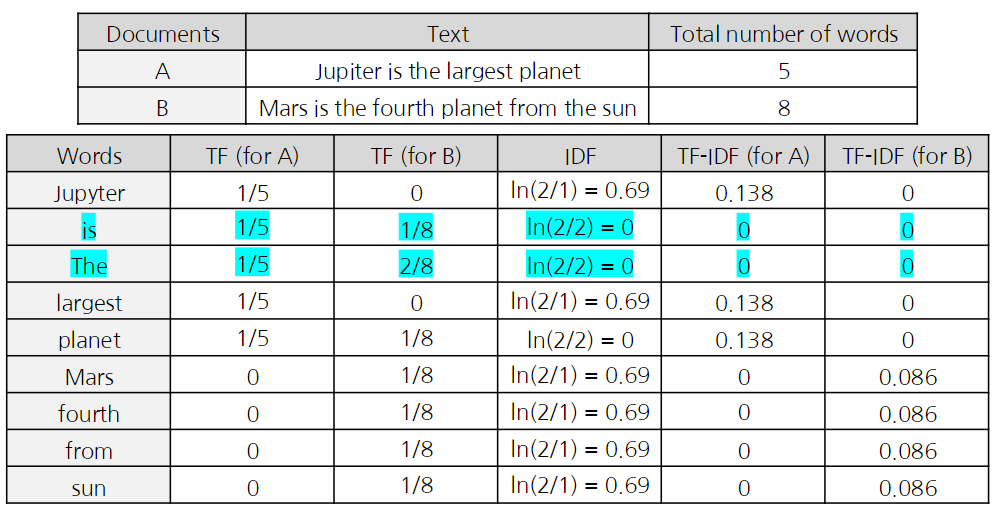 Documents Text Total number of words
A Jupiter is the largest planet 5
B Mars is the fourth planet from the sun 8
Words TF (for A) TF (for B) IDF TF-IDF (for A) TF-IDF (for B)
Jupyter 1/5 0 ln(2/1) = 0.69 0.138 0
is 1/5 1/8 ln(2/2) = 0 0 0
The 1/5 2/8 ln(2/2) = 0 0 0
largest 1/5 0 ln(2/1) = 0.69 0.138 0
planet 1/5 1/8 ln(2/2) = 0 0.138 0
Mars 0 1/8 ln(2/1) = 0.69 0 0.086
fourth 0 1/8 ln(2/1) = 0.69 0 0.086
from 0 1/8 ln(2/1) = 0.69 0 0.086
sun 0 1/8 ln(2/1) = 0.69 0 0.086